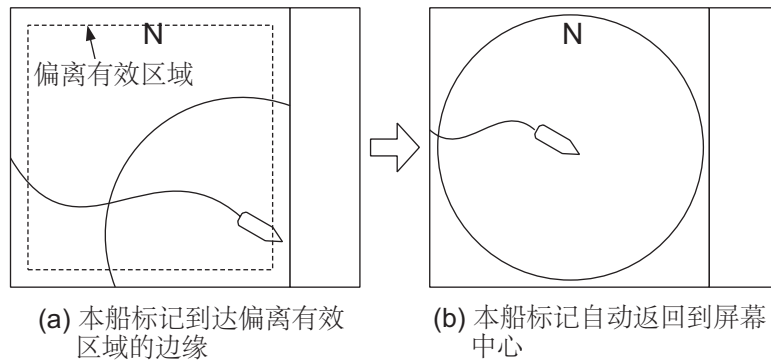 N
偏离有效区域
N
(a) 本船标记到达偏离有效
区域的边缘
(b) 本船标记自动返回到屏幕
中心